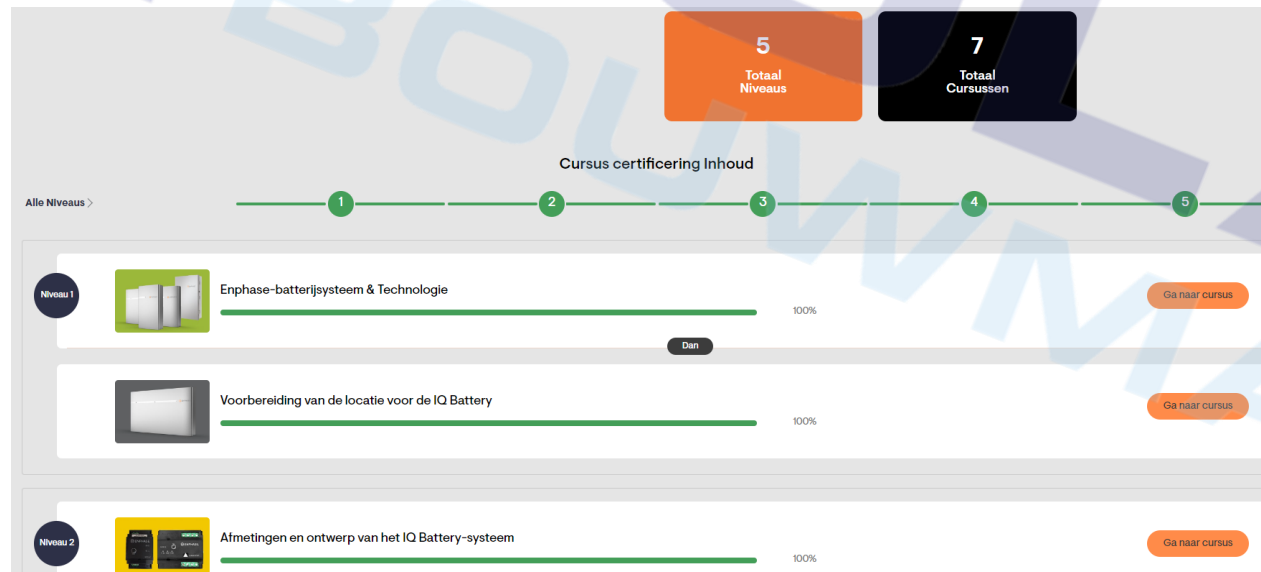 5
Totaal
Niveaus
7
Totaal
Cursussen
Cursus certificering Inhoud
Alle Niveaus >
1
2
3
4
5
Niveau 1
Enphase-batterijsysteem & Technologie
100%
Ga naar cursus
Dan
Voorbereiding van de locatie voor de IQ Battery
100%
Ga naar cursus
Niveau 2
Afmetingen en ontwerp van het IQ Battery-systeem
100%
Ga naar cursus
BOUWMA